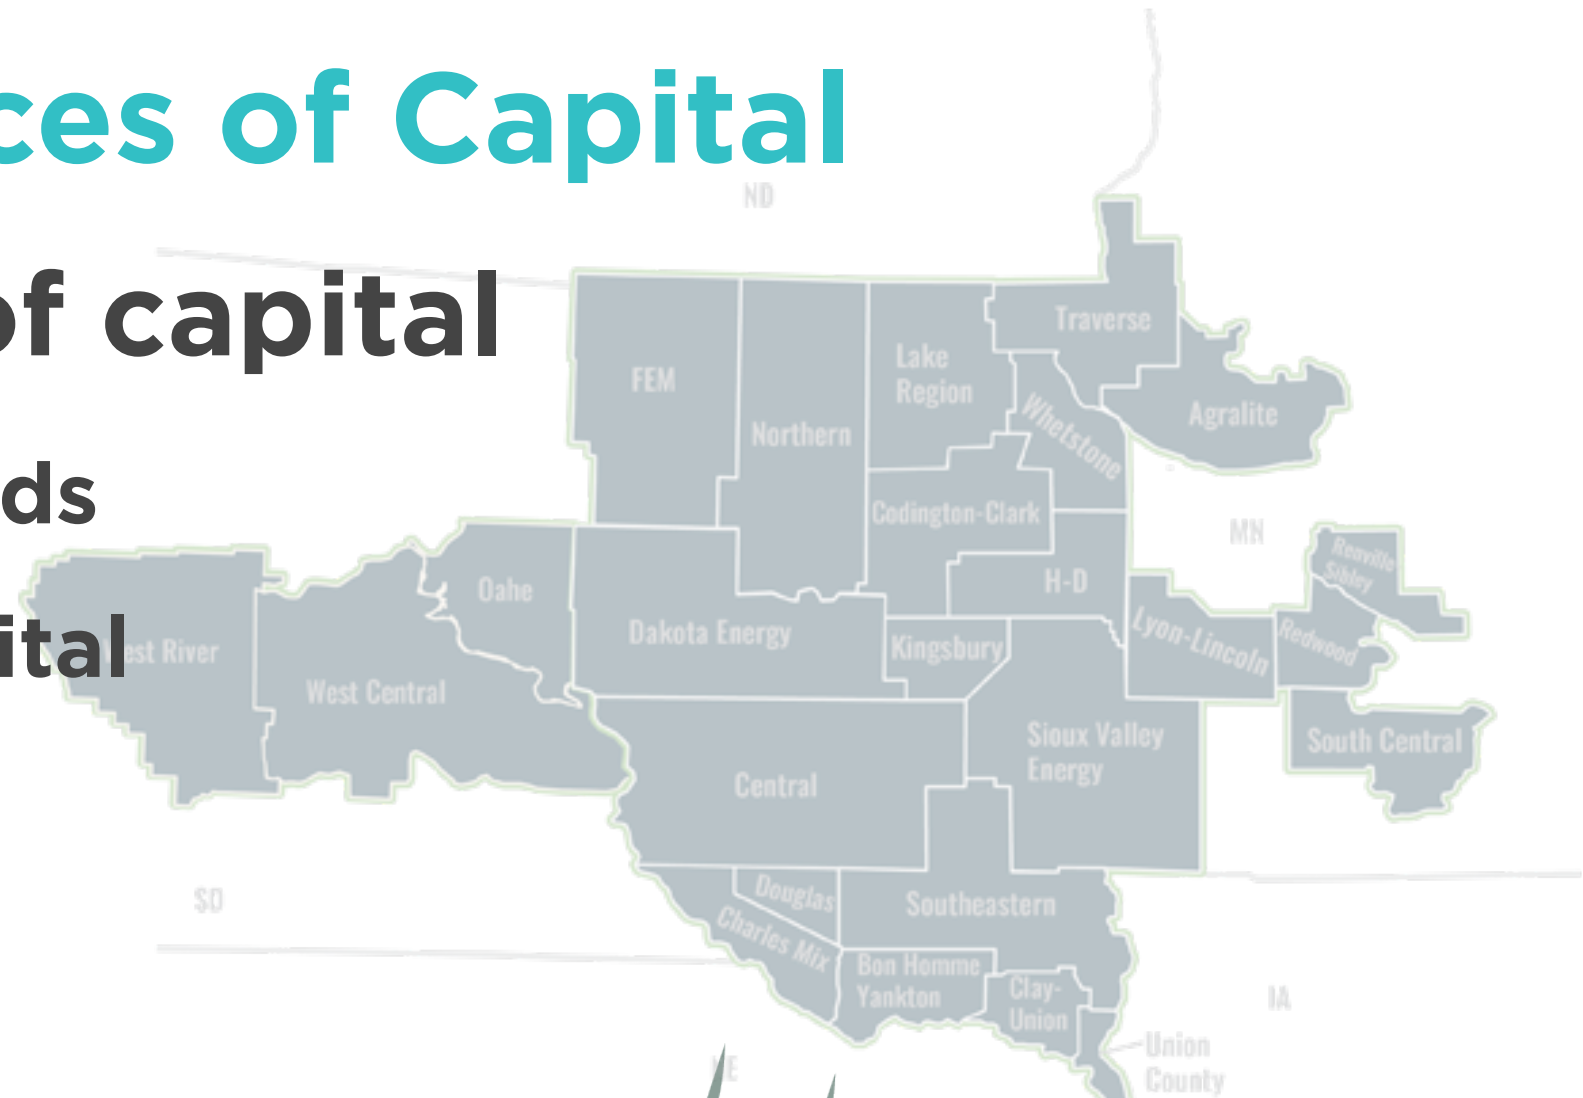 ces of Capital
of capital
ds
ital
ND
Traverse
Lake
Region
FEM
Whetstone
Agralite
Northern
Codington-Clark
MN
Renville
Sibley
H-D
Oahe
Lyon-Lincoln
Redwood
Dakota Energy
Kingsbury
est River
West Central
Sioux Valley
Energy
South Central
Central
SD
Douglas
Southeastern
Charles Mix
Bon Homme
Yankton
Clay-
Union
IA
Union
County
E